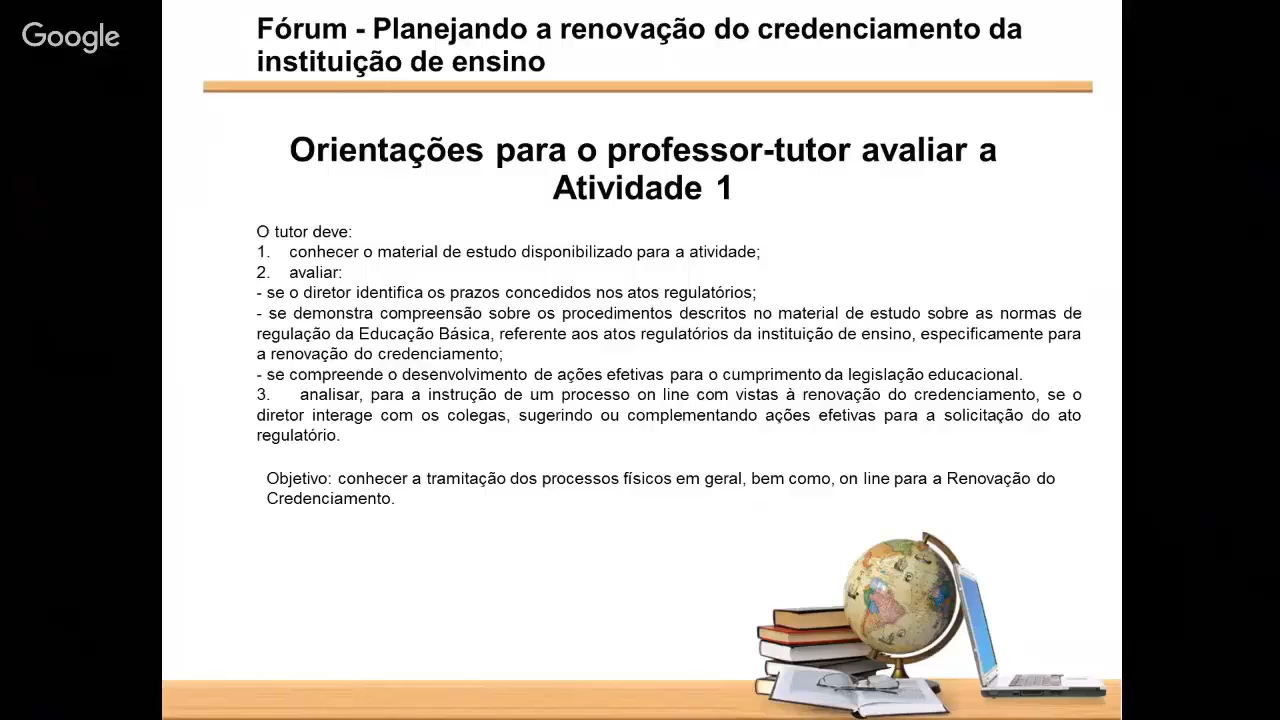 Google
Fórum - Planejando a renovação do credenciamento da
instituição de ensino
Orientações para o professor-tutor avaliar a
Atividade 1
O tutor deve:
1. conhecer o material de estudo disponibilizado para a atividade;
2. avaliar:
- se o diretor identifica os prazos concedidos nos atos regulatórios;
- se demonstra compreensão sobre os procedimentos descritos no material de estudo sobre as normas de
regulação da Educação Básica, referente aos atos regulatórios da instituição de ensino, especificamente para
a renovação do credenciamento;
- se compreende o desenvolvimento de ações efetivas para o cumprimento da legislação educacional.
3. analisar, para a instrução de um processo on line com vistas à renovação do credenciamento, se o
diretor interage com os colegas, sugerindo ou complementando ações efetivas para a solicitação do ato
regulatório.
Objetivo: conhecer a tramitação dos processos físicos em geral, bem como, on line para a Renovação do
Credenciamento.